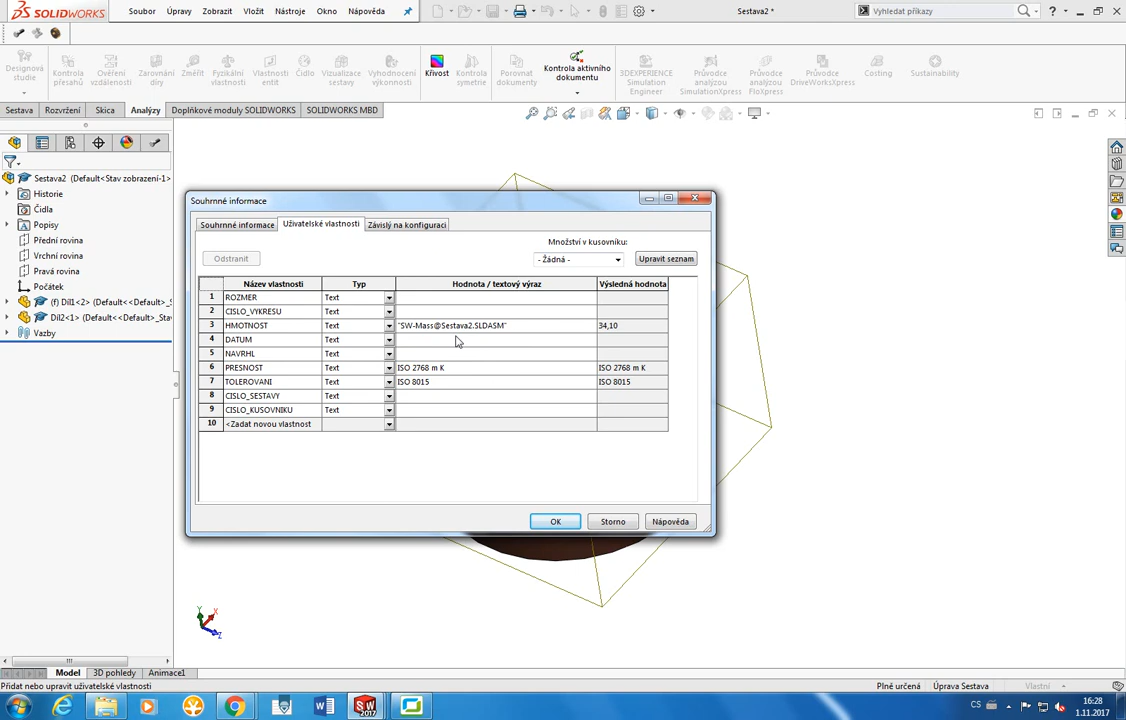 SOLIDWORKS
Soubor Úpravy Zobrazit Vložit Nástroje Okno Nápověda
Sestava2 *
Vyhledat příkazy
Designová studie
Kontrola přesahů
Ověření vzdálenosti
Zarovnání díry
Změřit
Fyzikální vlastnosti
Vlastnosti entit
Čidlo
Vizualizace sestavy
Vyhodnocení výkonnosti
Křivost
Kontrola symetrie
Porovnat dokumenty
Kontrola aktivního dokumentu
3DEXPERIENCE Simulation Engineer
Průvodce analýzou SimulationXpress
Průvodce analýzou FloXpress
Průvodce DriveWorksXpress
Costing
Sustainability
Sestava Rozvržení Skica Analýzy Doplňkové moduly SOLIDWORKS SOLIDWORKS MBD
Sestava2 (Default<Stav zobrazení-1>
Historie
Čidla
Popisy
Přední rovina
Vrchní rovina
Pravá rovina
Počátek
(f) Díl1<2> (Default<<Default>_S
Díl2<1> (Default<<Default>_Sta
Vazby
Souhrnné informace
Souhrnné informace Uživatelské vlastnosti Závislý na konfiguraci
Množství v kusovníku:
Odstranit - Žádná - Upravit seznam
Název vlastnosti Typ Hodnota / textový výraz Výsledná hodnota
1 ROZMER Text
2 CISLO_VYKRESU Text
3 HMOTNOST Text "SW-Mass@Sestava2.SLDASM" 34,10
4 DATUM Text
5 NAVRHL Text
6 PRESNOST Text ISO 2768 m K ISO 2768 m K
7 TOLEROVANI Text ISO 8015 ISO 8015
8 CISLO_SESTAVY Text
9 CISLO_KUSOVNIKU Text
10 <Zadat novou vlastnost
OK Storno Nápověda
Y X Z
Model 3D pohledy Animace1
Přidat nebo upravit uživatelské vlastnosti Plně určená Úprava Sestava Vlastní
CS 16:28
1.11.2017